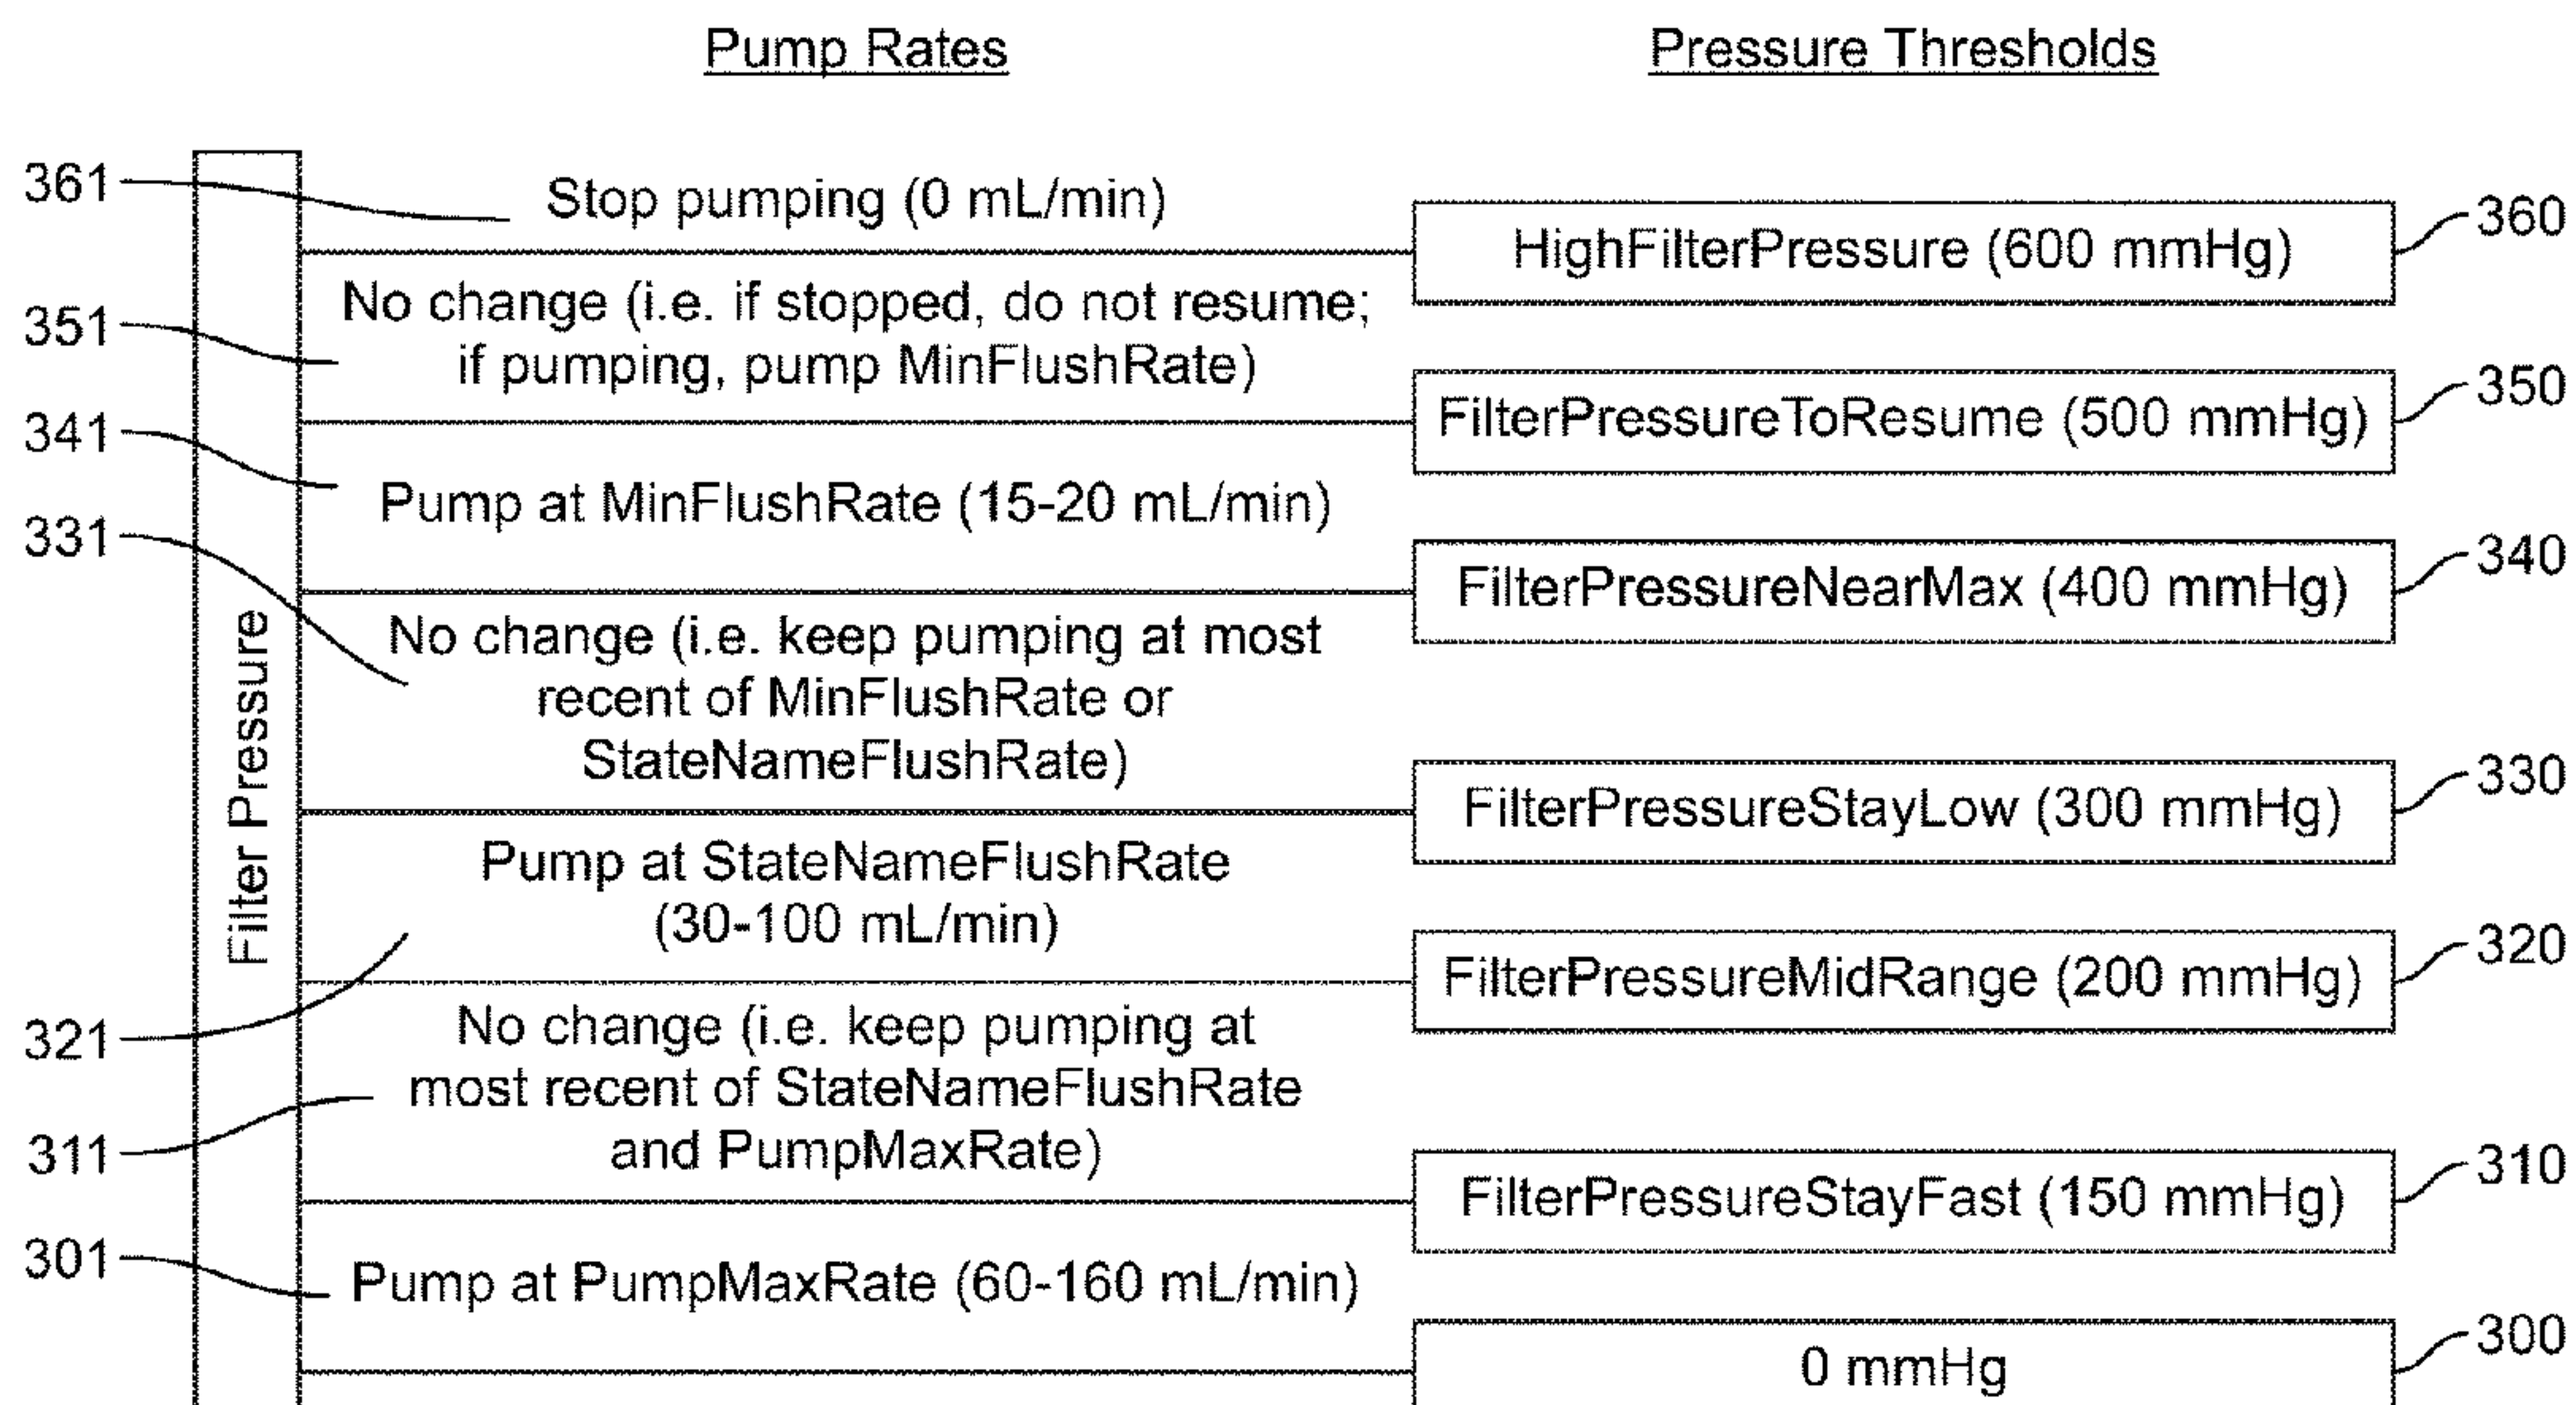 Pump Rates
Pressure Thresholds
361
Stop pumping (0 mL/min)
360
HighFilterPressure (600 mmHg)
351
No change (i.e. if stopped, do not resume;
if pumping, pump MinFlushRate)
350
FilterPressureToResume (500 mmHg)
341
Pump at MinFlushRate (15-20 mL/min)
331
340
FilterPressureNearMax (400 mmHg)
No change (i.e. keep pumping at most
recent of MinFlushRate or
StateNameFlushRate)
330
FilterPressureStayLow (300 mmHg)
Filter Pressure
Pump at StateNameFlushRate
(30-100 mL/min)
320
FilterPressureMidRange (200 mmHg)
321
No change (i.e. keep pumping at
most recent of StateNameFlushRate
and PumpMaxRate)
311
310
FilterPressureStayFast (150 mmHg)
301
Pump at PumpMaxRate (60-160 mL/min)
300
0 mmHg